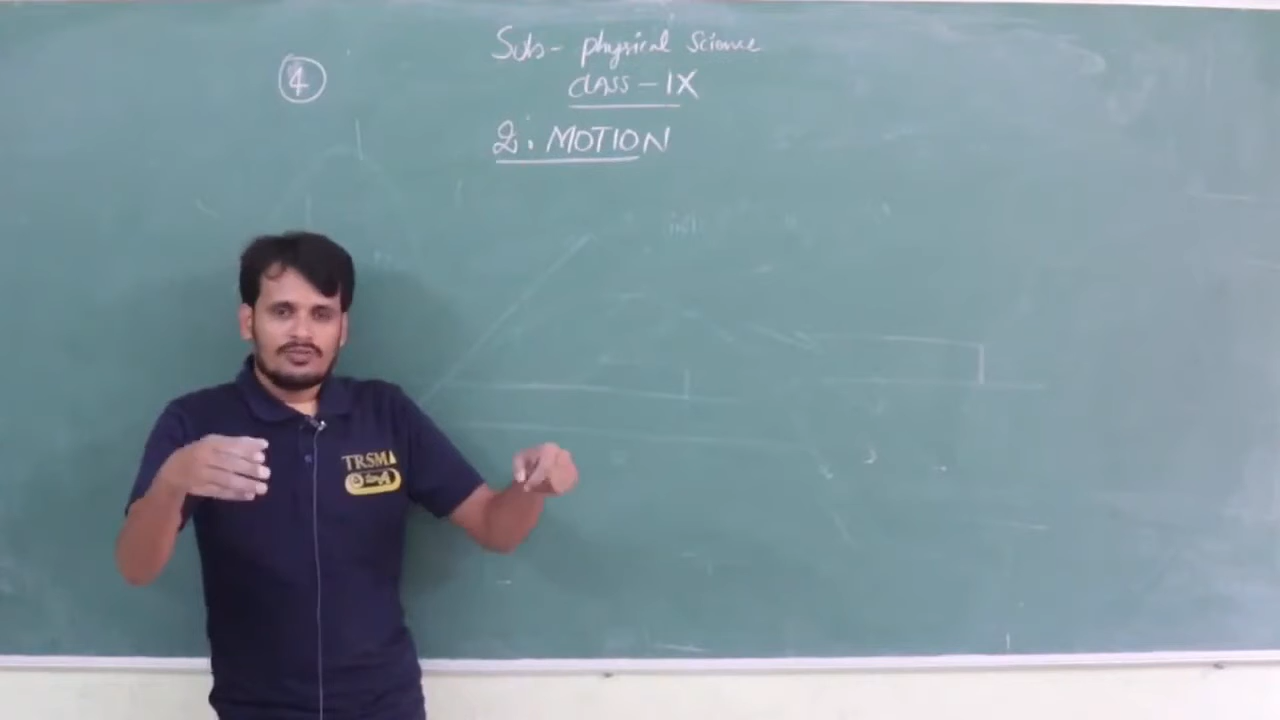 4
Sub- physical Science
CLASS - IX
2: MOTION
TRSMA